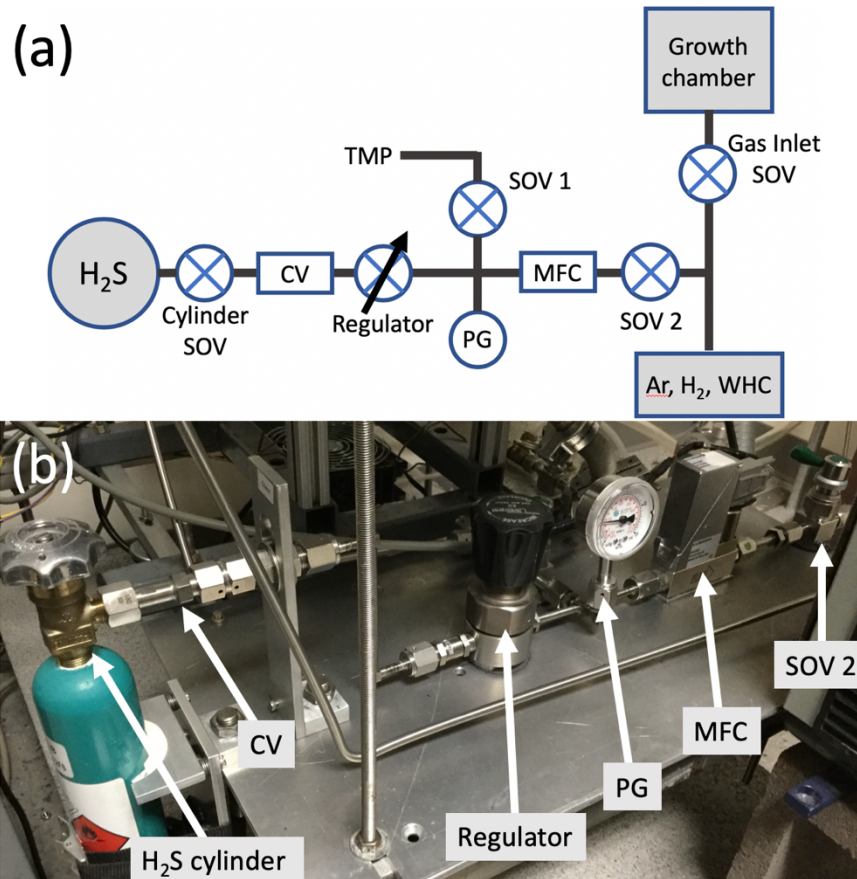 (a)
Growth
chamber
TMP
SOV 1
Gas Inlet
SOV
H₂S
CV
MFC
Cylinder
SOV
Regulator
PG
SOV 2
Ar, H₂, WHC
(b)
SOV 2
MFC
CV
PG
Regulator
H₂S cylinder